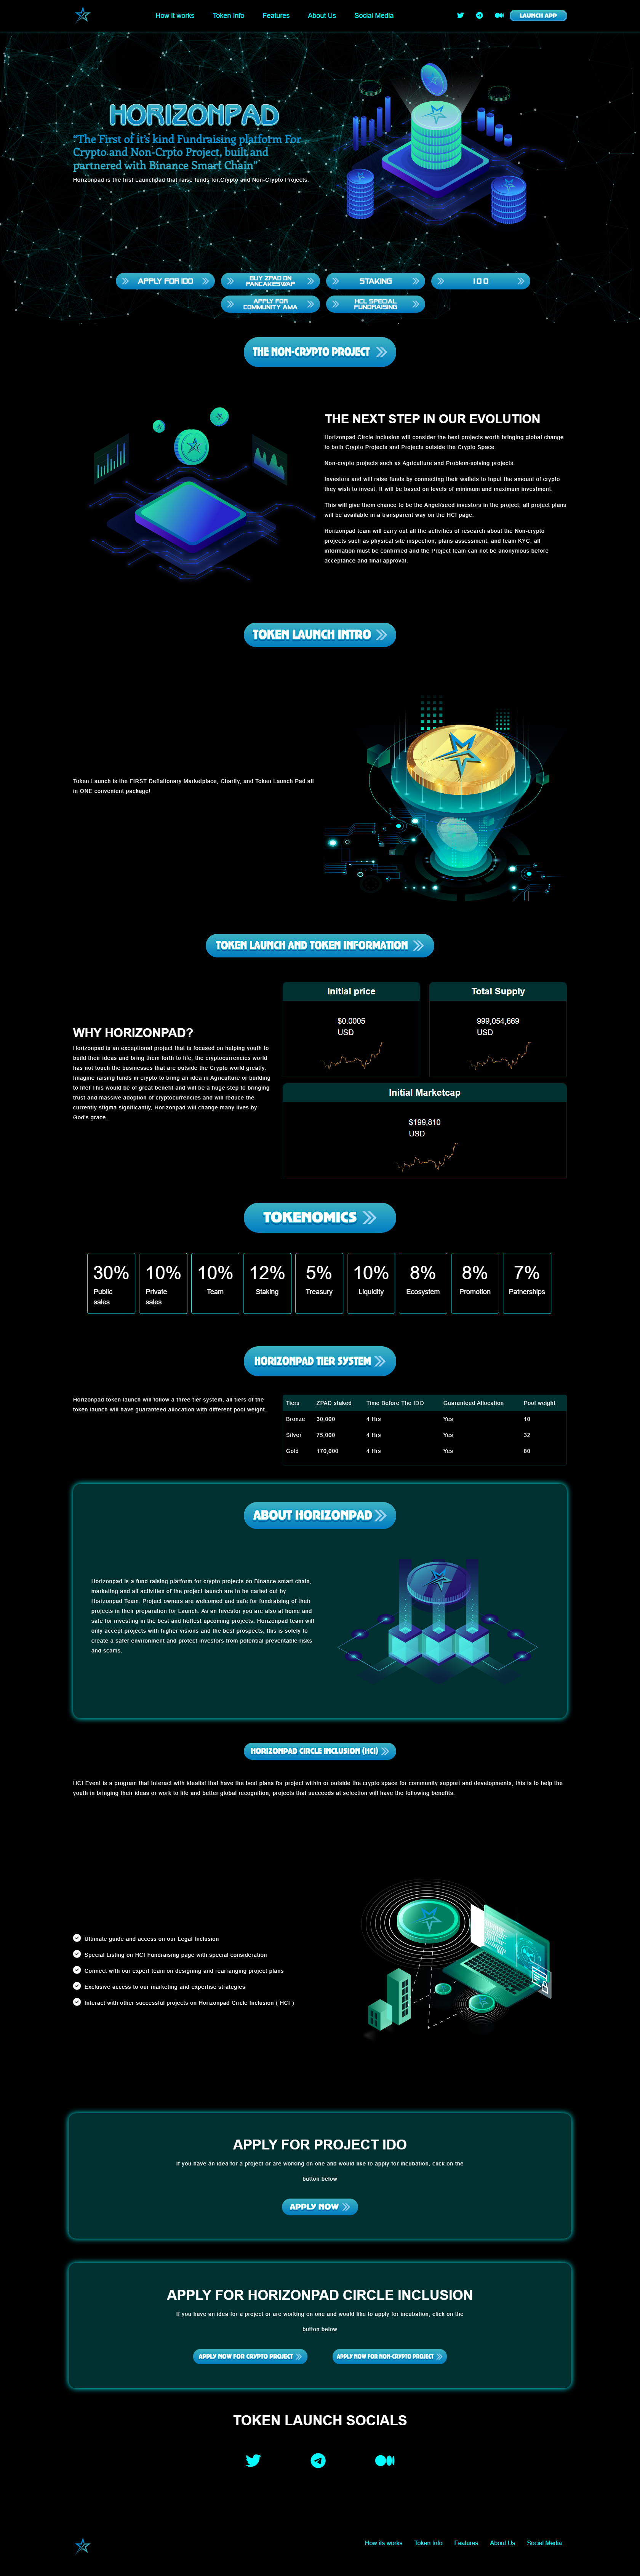 How it works Token Info Features About Us Social Media LAUNCH APP
HORIZONPAD
"The First of it's kind Fundraising platform For
Crypto and Non-Crpto Project, built and
partnered with Binance Smart Chain"
Horizonpad is the first Launchpad that raise funds for,Crypto and Non-Crypto Projects.
APPLY FOR IDO
BUY ZPAD ON
PANCAKESWAP
STAKING
I D O
APPLY FOR
COMMUNITY AMA
HCI, SPECIAL
FUNDRAISING
THE NON-CRYPTO PROJECT
THE NEXT STEP IN OUR EVOLUTION
Horizonpad Circle Inclusion will consider the best projects worth bringing global change
to both Crypto Projects and Projects outside the Crypto Space.
Non-crypto projects such as Agriculture and Problem-solving projects.
Investors and will raise funds by connecting their wallets to Input the amount of crypto
they wish to invest, It will be based on levels of minimum and maximum investment.
This will give them chance to be the Angel/seed investors in the project, all project plans
will be available in a transparent way on the HCI page.
Horizonpad team will carry out all the activities of research about the Non-crypto
projects such as physical site inspection, plans assessment, and team KYC, all
information must be confirmed and the Project team can not be anonymous before
acceptance and final approval.
TOKEN LAUNCH INTRO
Token Launch is the FIRST Deflationary Marketplace, Charity, and Token Launch Pad all
in ONE convenient package!
TOKEN LAUNCH AND TOKEN INFORMATION
WHY HORIZONPAD?
Horizonpad is an exceptional project that is focused on helping youth to
build their ideas and bring them forth to life, the cryptocurrencies world
has not touch the businesses that are outside the Crypto world greatly.
Imagine raising funds in crypto to bring an idea in Agriculture or building
to life! This would be of great benefit and will be a huge step to bringing
trust and massive adoption of cryptocurrencies and will reduce the
currently stigma significantly, Horizonpad will change many lives by
God's grace.
Initial price
$0.0005
USD
Total Supply
999,054,669
USD
Initial Marketcap
$199,810
USD
TOKENOMICS
30%
Public
sales
10%
Private
sales
10%
Team
12%
Staking
5%
Treasury
10%
Liquidity
8%
Ecosystem
8%
Promotion
7%
Patnerships
HORIZONPAD TIER SYSTEM
Horizonpad token launch will follow a three tier system, all tiers of the
token launch will have guaranteed allocation with different pool weight.
Tiers ZPAD staked Time Before The IDO Guaranteed Allocation Pool weight
Bronze 30,000 4 Hrs Yes 10
Silver 75,000 4 Hrs Yes 32
Gold 170,000 4 Hrs Yes 80
ABOUT HORIZONPAD
Horizonpad is a fund raising platform for crypto projects on Binance smart chain,
marketing and all activities of the project launch are to be caried out by
Horizonpad Team. Project owners are welcomed and safe for fundraising of their
projects in their preparation for Launch. As an Investor you are also at home and
safe for investing in the best and hottest upcoming projects. Horizonpad team will
only accept projects with higher visions and the best prospects, this is solely to
create a safer environment and protect investors from potential preventable risks
and scams.
HORIZONPAD CIRCLE INCLUSION (HCI)
HCI Event is a program that Interact with idealist that have the best plans for project within or outside the crypto space for community support and developments, this is to help the
youth in bringing their ideas or work to life and better global recognition, projects that succeeds at selection will have the following benefits.
Ultimate guide and access on our Legal Inclusion
Special Listing on HCI Fundraising page with special consideration
Connect with our expert team on designing and rearranging project plans
Exclusive access to our marketing and expertise strategies
Interact with other successful projects on Horizonpad Circle Inclusion ( HCI )
APPLY FOR PROJECT IDO
If you have an idea for a project or are working on one and would like to apply for incubation, click on the
button below
APPLY NOW
APPLY FOR HORIZONPAD CIRCLE INCLUSION
If you have an idea for a project or are working on one and would like to apply for incubation, click on the
button below
APPLY NOW FOR CRYPTO PROJECT
APPLY NOW FOR NON-CRYPTO PROJECT
TOKEN LAUNCH SOCIALS
How its works Token Info Features About Us Social Media